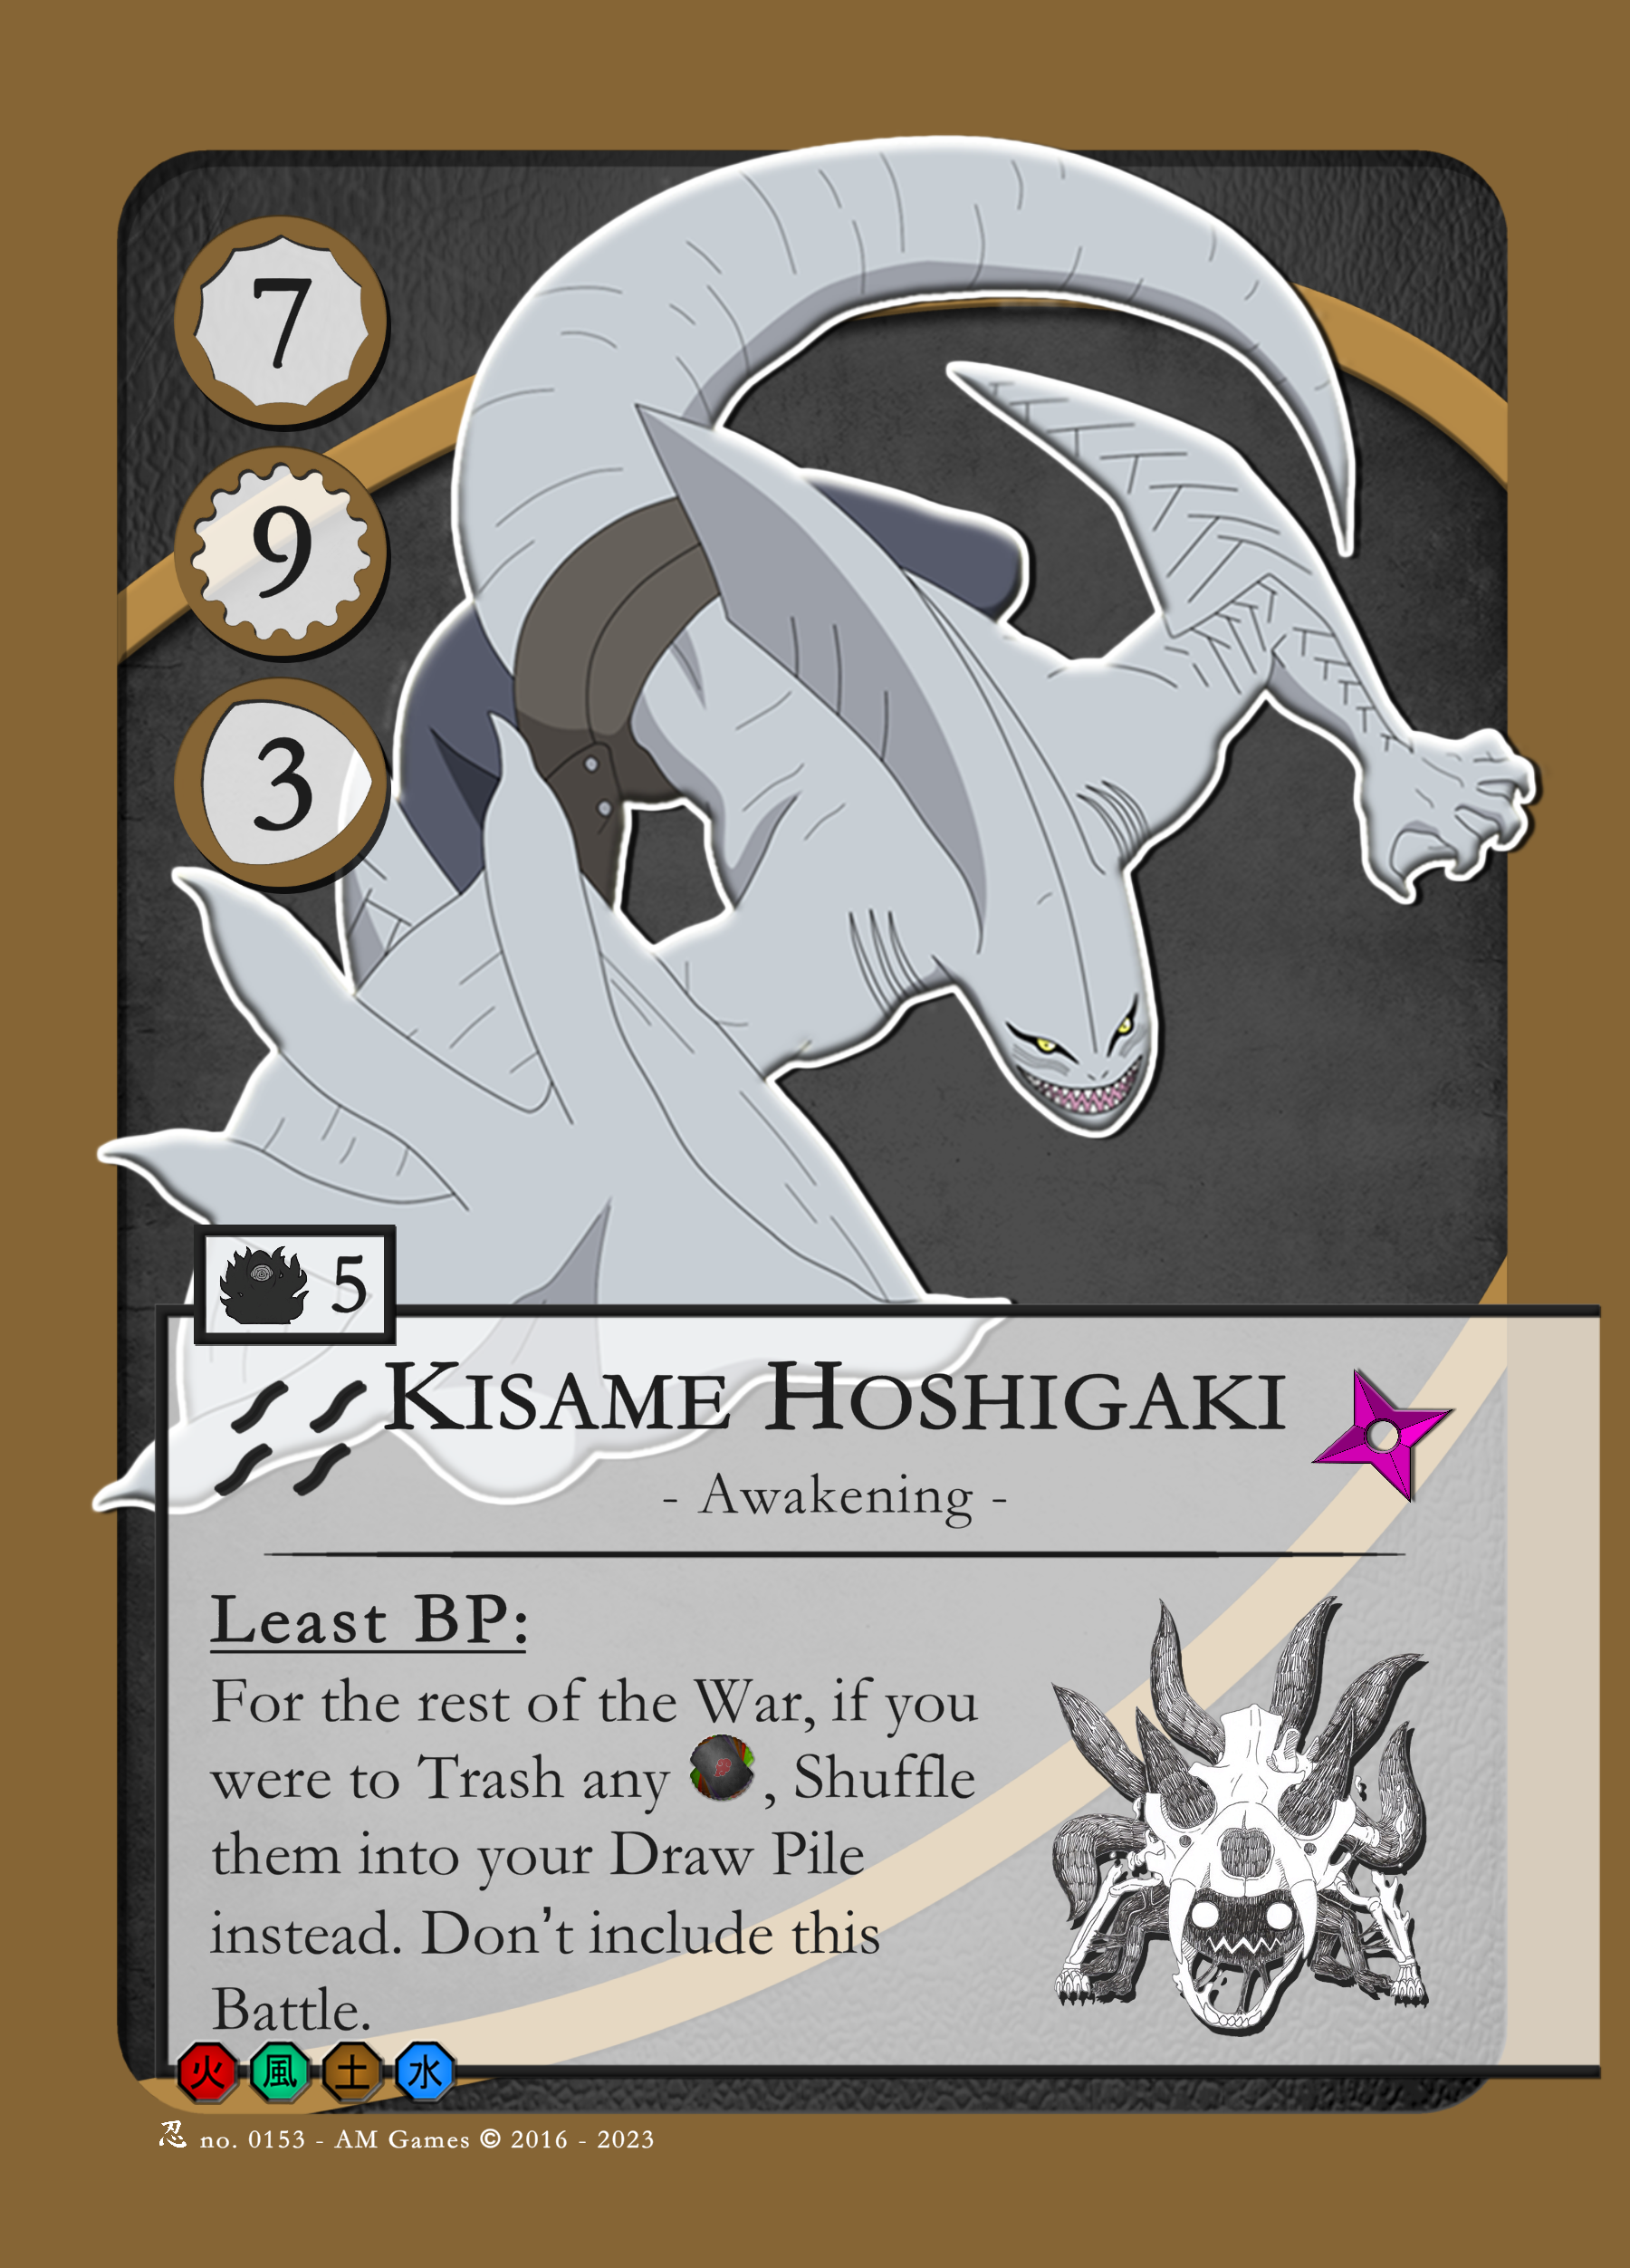 7
9
3
5
KISAME HOSHIGAKI
- Awakening -
Least BP:
For the rest of the War, if you
were to Trash any , Shuffle
them into your Draw Pile
instead. Don't include this
Battle.
火 風 土 水
忍 no. 0153 - AM Games © 2016 - 2023